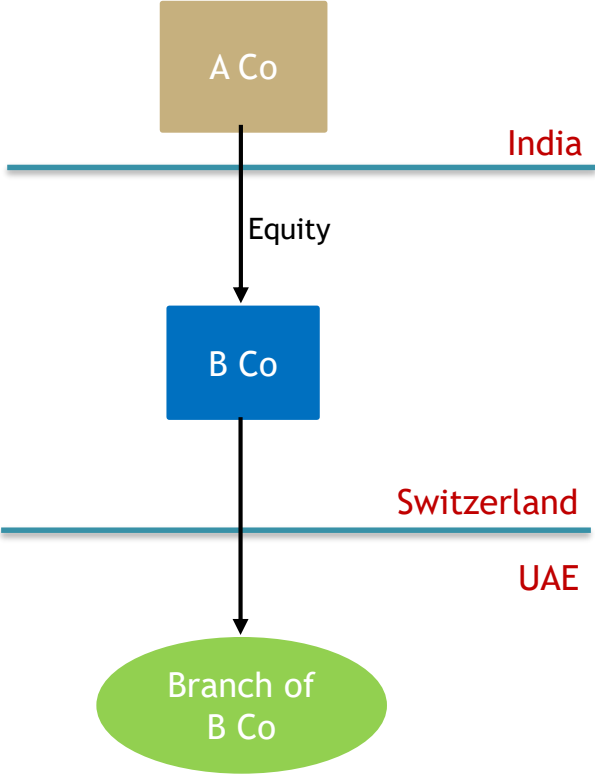 A Co
India
Equity
B Co
Switzerland
UAE
Branch of
B Co